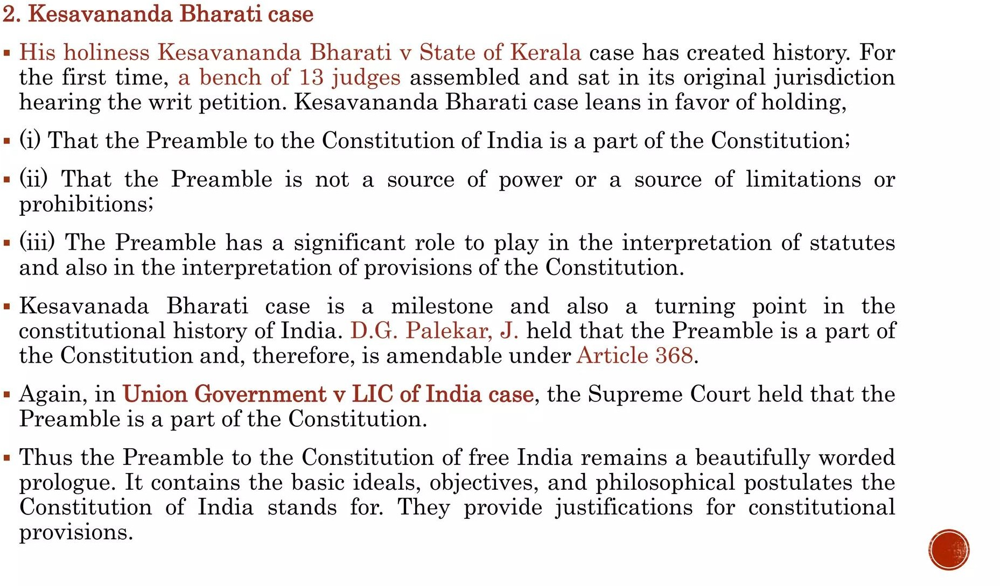 2. Kesavananda Bharati case
▪ His holiness Kesavananda Bharati v State of Kerala case has created history. For
the first time, a bench of 13 judges assembled and sat in its original jurisdiction
hearing the writ petition. Kesavananda Bharati case leans in favor of holding,
▪ (i) That the Preamble to the Constitution of India is a part of the Constitution;
▪ (ii) That the Preamble is not a source of power or a source of limitations or
prohibitions;
▪ (iii) The Preamble has a significant role to play in the interpretation of statutes
and also in the interpretation of provisions of the Constitution.
▪ Kesavanada Bharati case is a milestone and also a turning point in the
constitutional history of India. D.G. Palekar, J. held that the Preamble is a part of
the Constitution and, therefore, is amendable under Article 368.
▪ Again, in Union Government v LIC of India case, the Supreme Court held that the
Preamble is a part of the Constitution.
▪ Thus the Preamble to the Constitution of free India remains a beautifully worded
prologue. It contains the basic ideals, objectives, and philosophical postulates the
Constitution of India stands for. They provide justifications for constitutional
provisions.